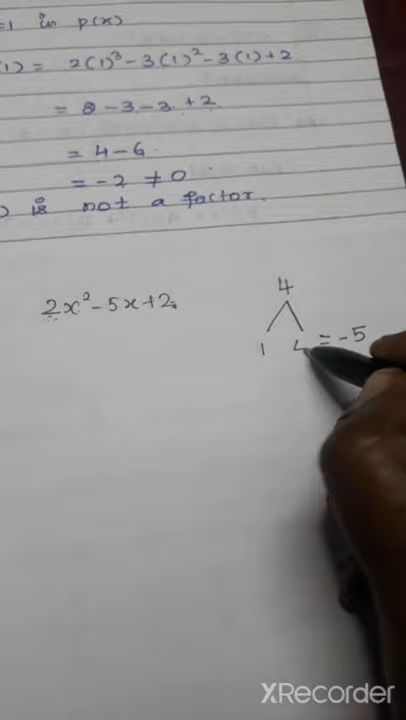 =1 in p(x)
(1) = 2(1)³ - 3(1)² - 3(1) + 2
= 8 - 3 - 3 + 2
= 4 - 6
= -2 ≠ 0
) is not a factor.
4
2x² - 5x + 2
1 4 = -5
XRecorder